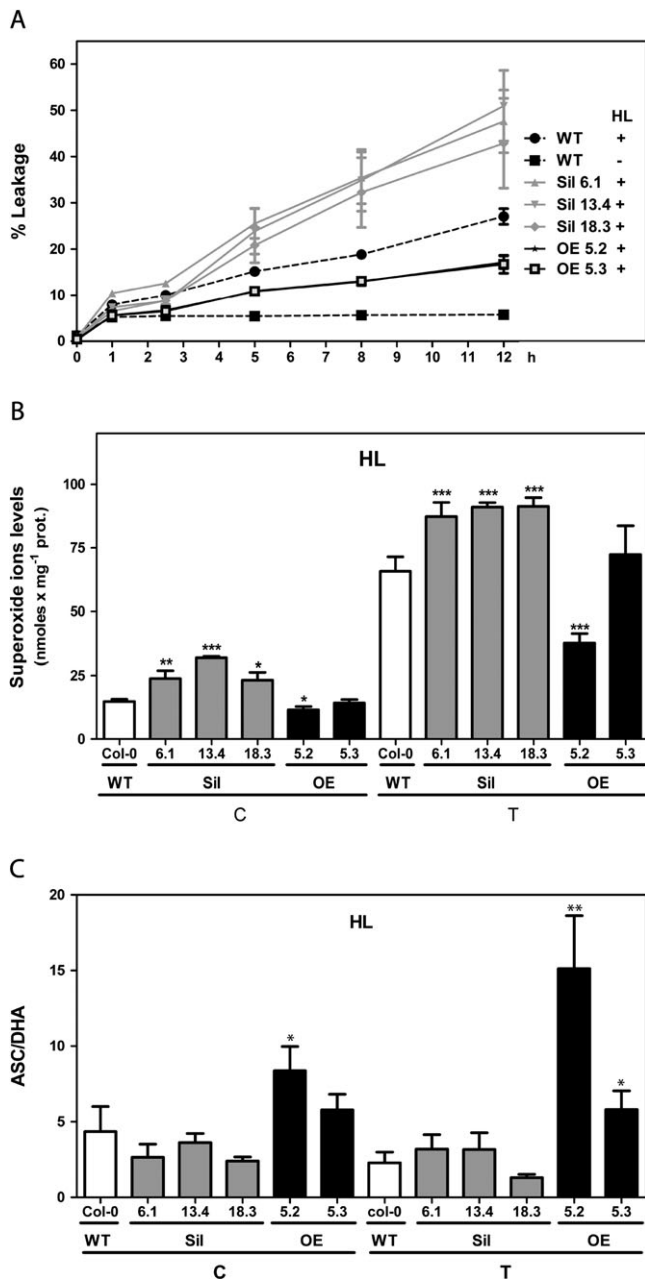 A
% Leakage
60
50
40
30
20
10
0
0 1 2 3 4 5 6 7 8 9 10 11 12 h
HL
WT +
WT -
Sil 6.1 +
Sil 13.4 +
Sil 18.3 +
OE 5.2 +
OE 5.3 +
B
HL
Superoxide ions levels
(nmoles x mg⁻¹ prot.)
100
75
50
25
0
** *** * * *** *** *** ***
Col-0 6.1 13.4 18.3 5.2 5.3 Col-0 6.1 13.4 18.3 5.2 5.3
WT Sil OE WT Sil OE
C T
C
HL
ASC/DHA
20
15
10
5
0
* ** *
Col-0 6.1 13.4 18.3 5.2 5.3 col-0 6.1 13.4 18.3 5.2 5.3
WT Sil OE WT Sil OE
C T